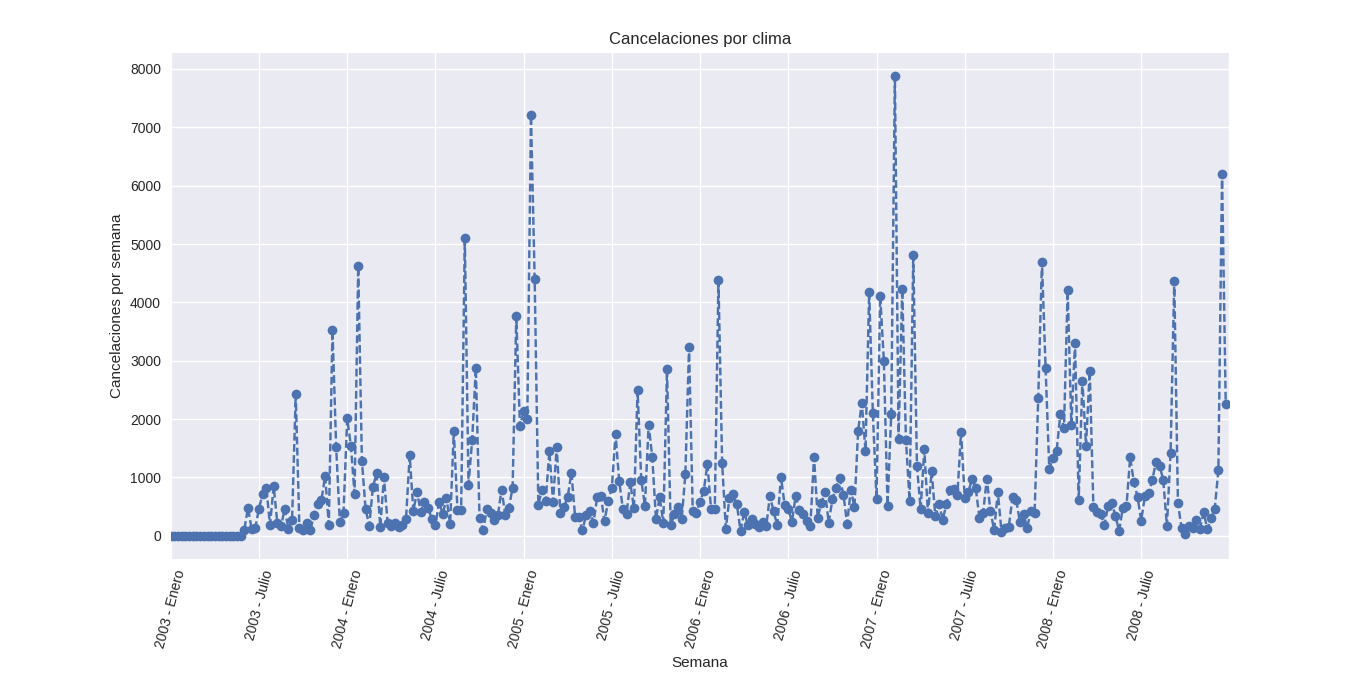 Cancelaciones por clima
Cancelaciones por semana
8000
7000
6000
5000
4000
3000
2000
1000
0
2003 - Enero
2003 - Julio
2004 - Enero
2004 - Julio
2005 - Enero
2005 - Julio
2006 - Enero
2006 - Julio
2007 - Enero
2007 - Julio
2008 - Enero
2008 - Julio
Semana